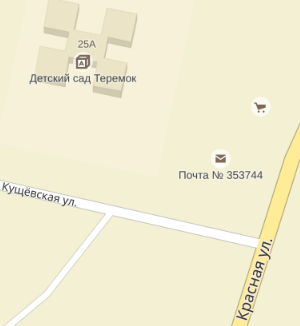 25А
Детский сад Теремок
Почта № 353744
Кущёвская ул.
Красная ул.